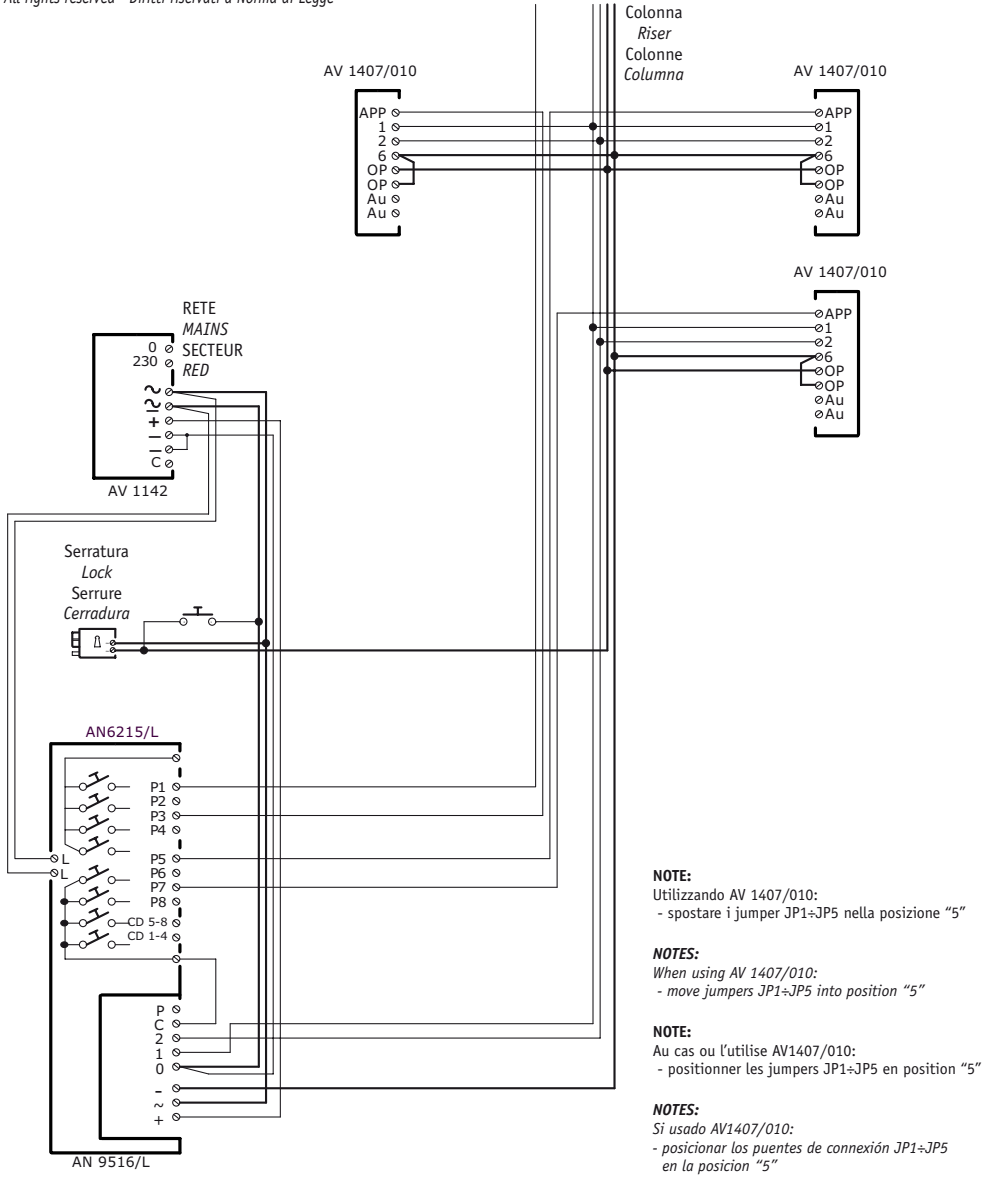 All rights reserved - Diritti riservati a Norma di Legge
Colonna
Riser
Colonne
Columna
AV 1407/010
APP
1
2
6
OP
OP
Au
Au
AV 1407/010
APP
1
2
6
OP
OP
Au
Au
AV 1407/010
APP
1
2
6
OP
OP
Au
Au
RETE
MAINS
SECTEUR
RED
0
230
~
~
+
–
–
C
AV 1142
Serratura
Lock
Serrure
Cerradura
AN6215/L
P1
P2
P3
P4
L
L
P5
P6
P7
P8
CD 5-8
CD 1-4
P
C
2
1
0
-
~
+
AN 9516/L
NOTE:
Utilizzando AV 1407/010:
- spostare i jumper JP1÷JP5 nella posizione “5”
NOTES:
When using AV 1407/010:
- move jumpers JP1÷JP5 into position “5”
NOTE:
Au cas ou l’utilise AV1407/010:
- positionner les jumpers JP1÷JP5 en position “5”
NOTES:
Si usado AV1407/010:
- posicionar los puentes de connexión JP1÷JP5
en la posicion “5”